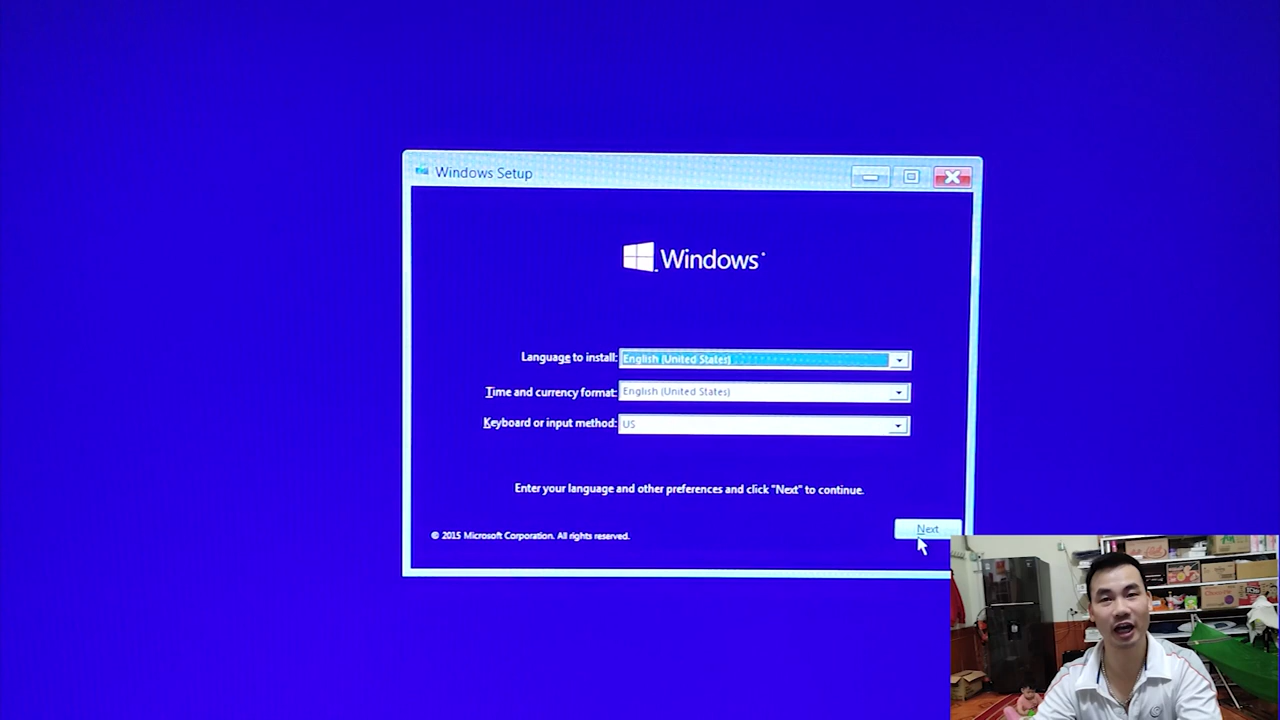 Windows Setup
Windows
Language to install: English (United States)
Time and currency format: English (United States)
Keyboard or input method: US
Enter your language and other preferences and click "Next" to continue.
Next
© 2015 Microsoft Corporation. All rights reserved.